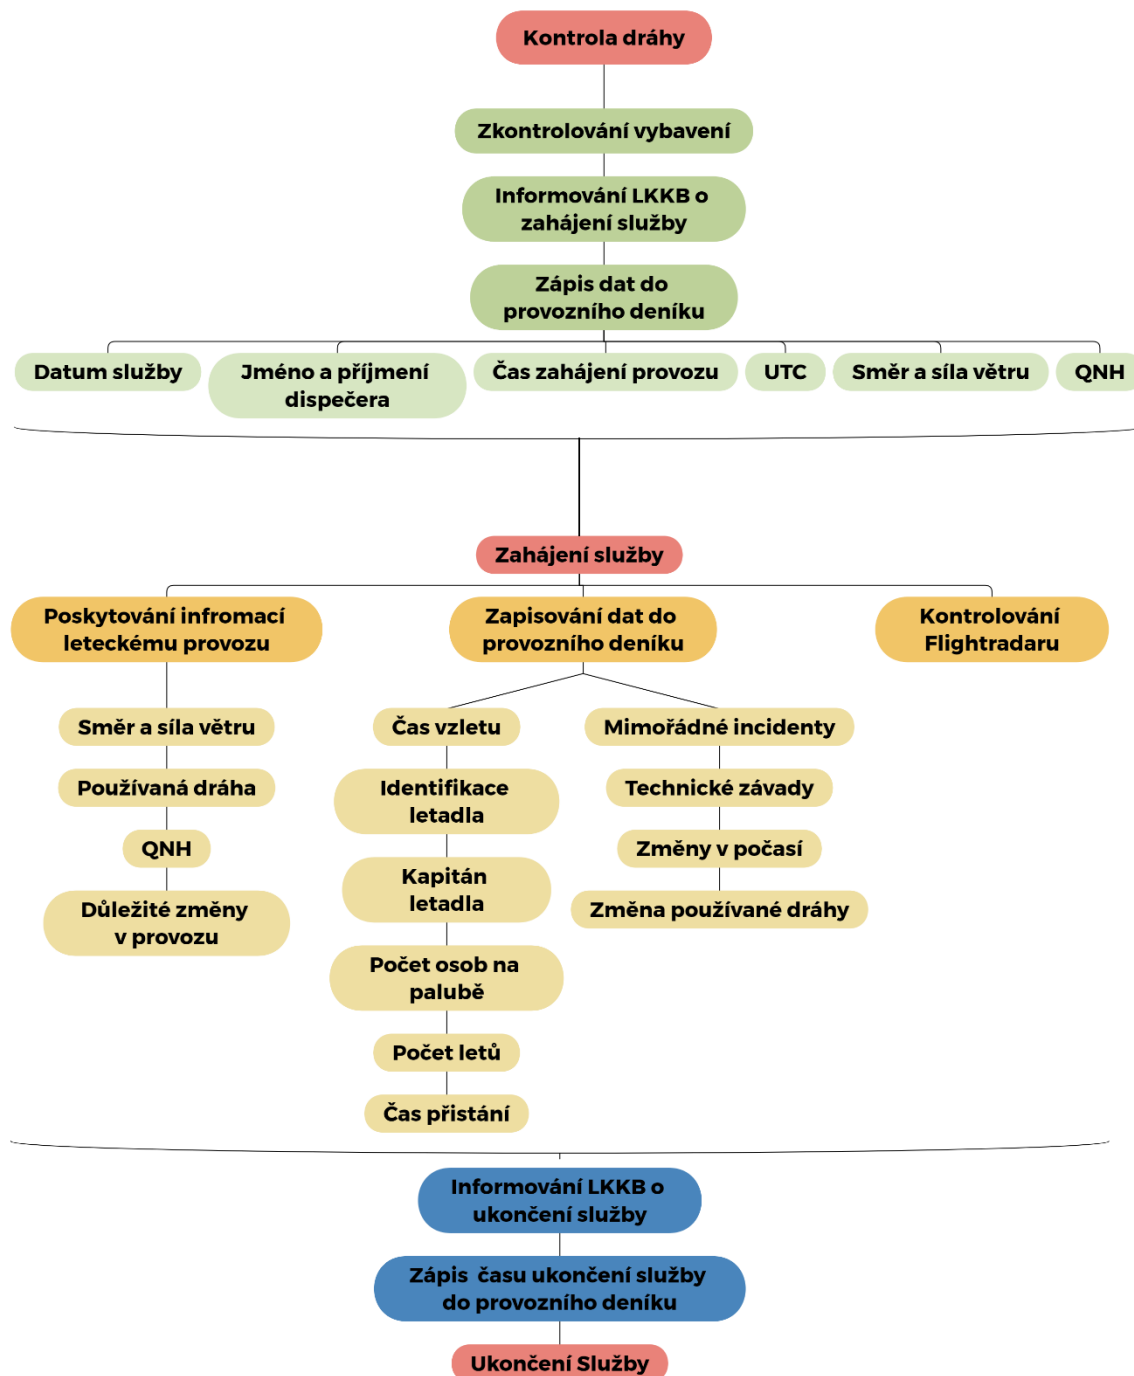 Kontrola dráhy
Zkontrolování vybavení
Informování LKKB o
zahájení služby
Zápis dat do
provozního deníku
Datum služby
Jméno a příjmení
dispečera
Čas zahájení provozu
UTC
Směr a síla větru
QNH
Zahájení služby
Poskytování infromací
leteckému provozu
Zapisování dat do
provozního deníku
Kontrolování
Flightradaru
Směr a síla větru
Používaná dráha
QNH
Důležité změny
v provozu
Čas vzletu
Identifikace
letadla
Kapitán
letadla
Počet osob na
palubě
Počet letů
Čas přistání
Mimořádné incidenty
Technické závady
Změny v počasí
Změna používané dráhy
Informování LKKB o
ukončení služby
Zápis času ukončení služby
do provozního deníku
Ukončení Služby